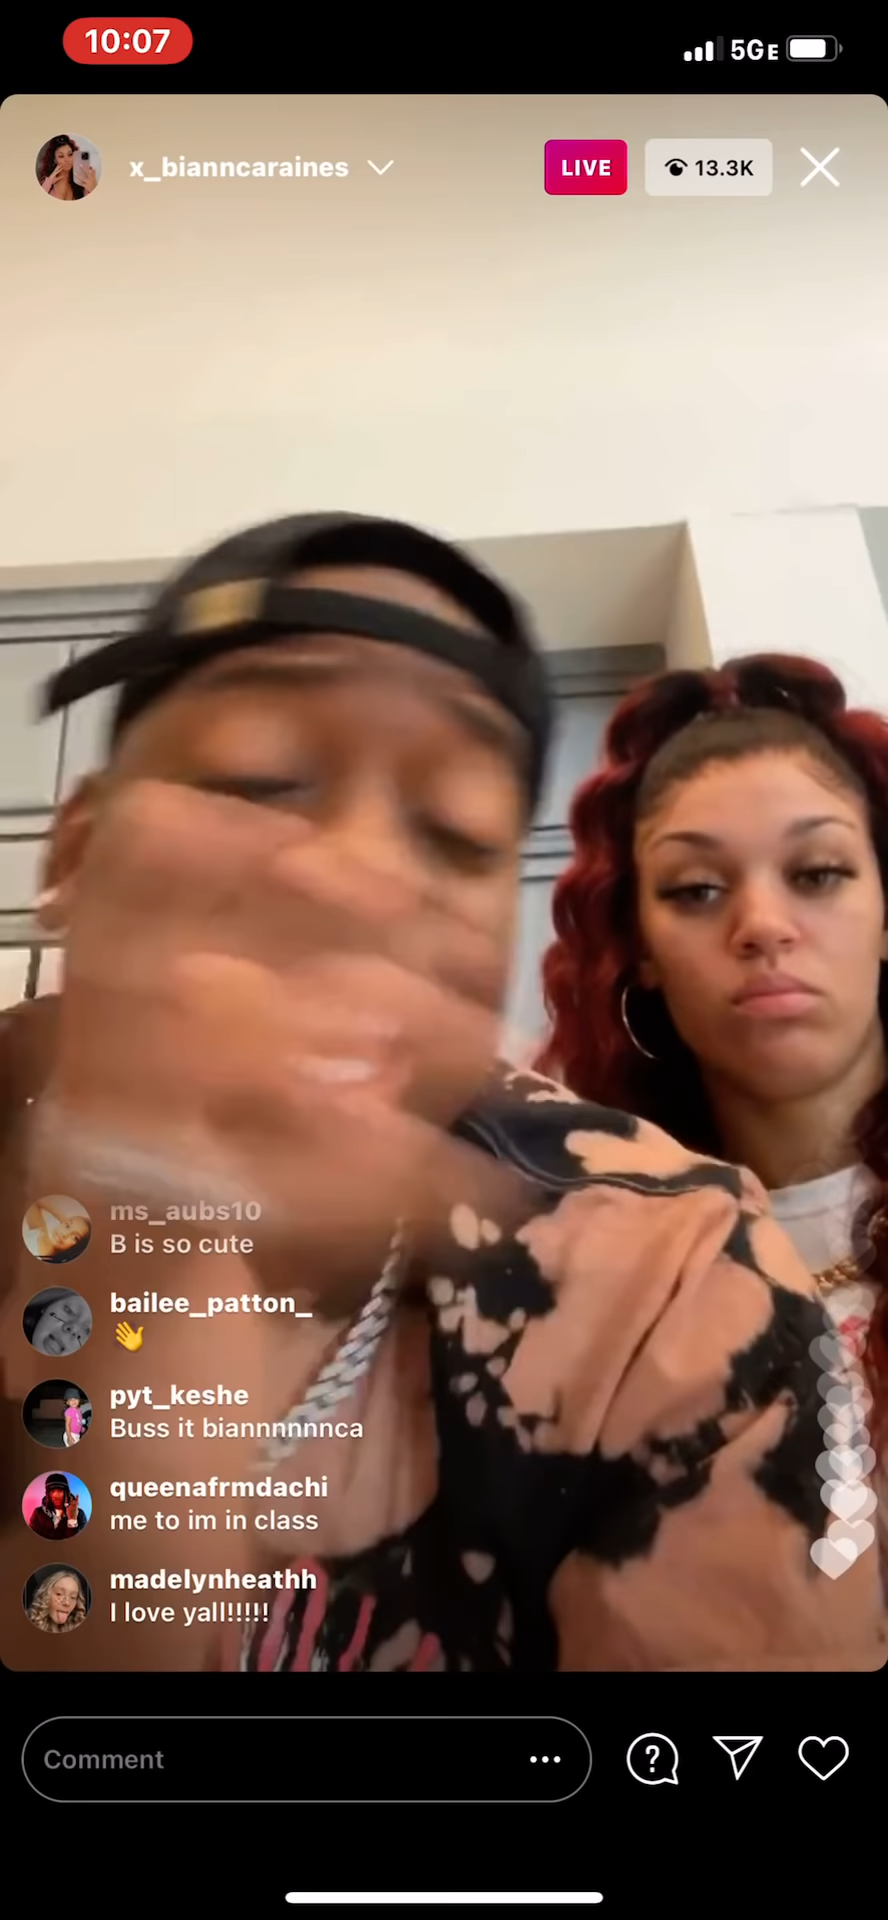 10:07
5GE
x_bianncaraines
LIVE
13.3K
ms_aubs10
B is so cute
bailee_patton_
👋
pyt_keshe
Buss it biannnnnnca
queenafrmdachi
me to im in class
madelynheathh
I love yall!!!!!
Comment